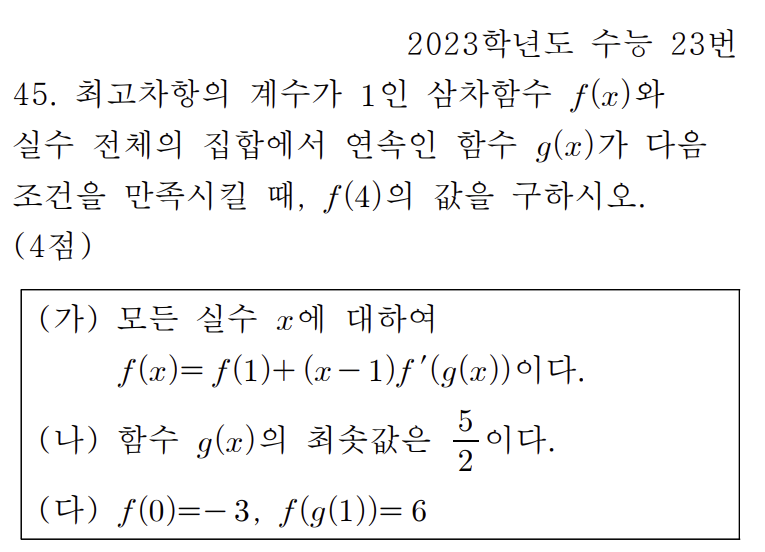 2023학년도 수능 23번
45. 최고차항의 계수가 1인 삼차함수 f(x)와
실수 전체의 집합에서 연속인 함수 g(x)가 다음
조건을 만족시킬 때, f(4)의 값을 구하시오.
(4점)
(가) 모든 실수 x에 대하여
f(x)=f(1)+(x-1)f′(g(x))이다.
(나) 함수 g(x)의 최솟값은 5/2이다.
(다) f(0)=-3, f(g(1))=6